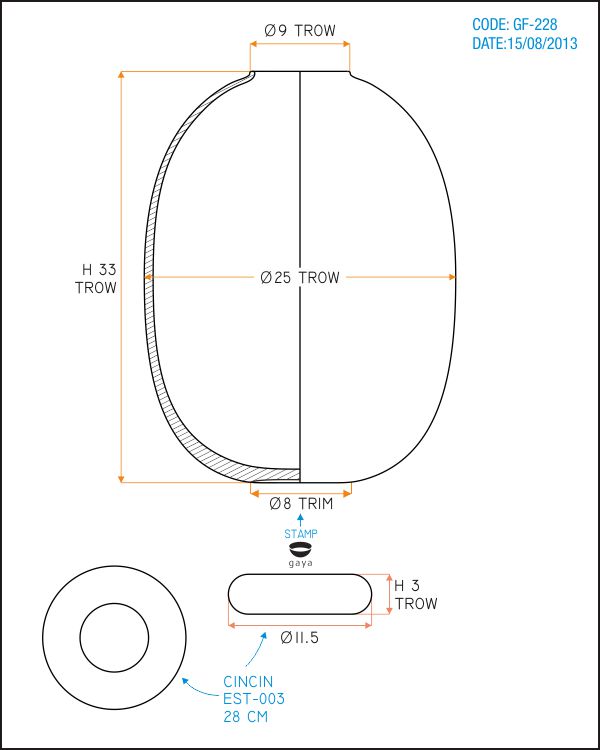 CODE: GF-228
DATE:15/08/2013
Ø9 TROW
H 33
TROW
Ø25 TROW
Ø8 TRIM
STAMP
gaya
H 3
TROW
Ø11.5
CINCIN
EST-003
28 CM